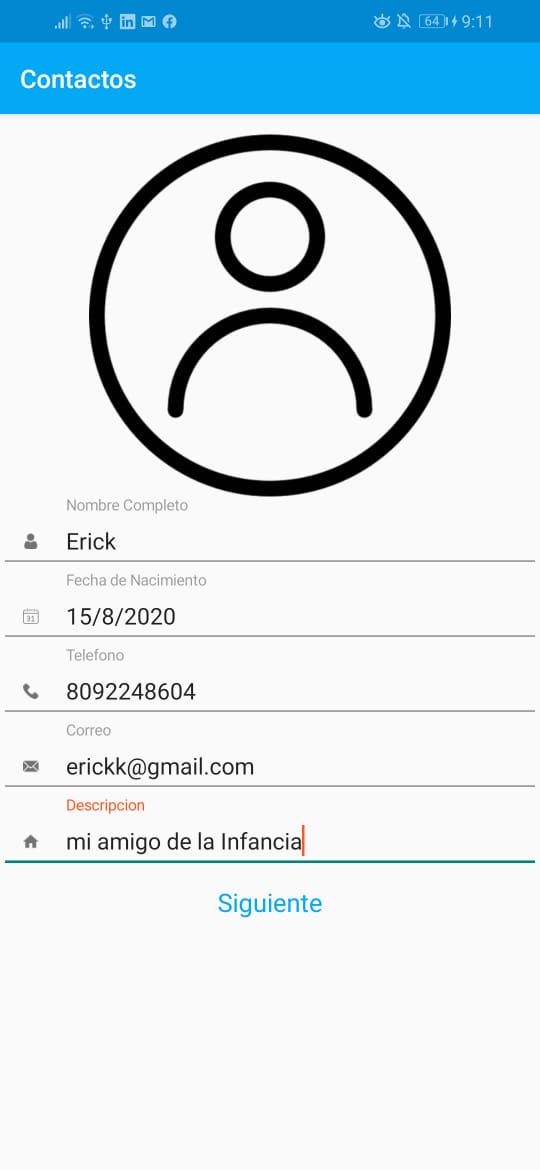 64 9:11
Contactos
Nombre Completo
Erick
Fecha de Nacimiento
31 15/8/2020
Telefono
8092248604
Correo
erickk@gmail.com
Descripcion
mi amigo de la Infancia
Siguiente